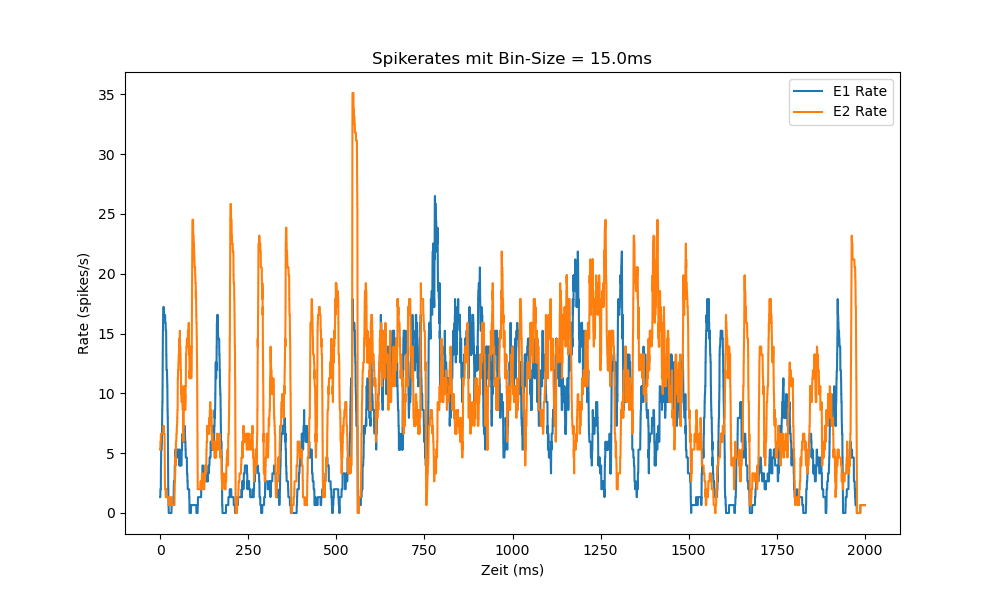 Spikerates mit Bin-Size = 15.0ms
E1 Rate
E2 Rate
Rate (spikes/s)
35
30
25
20
15
10
5
0
0 250 500 750 1000 1250 1500 1750 2000
Zeit (ms)